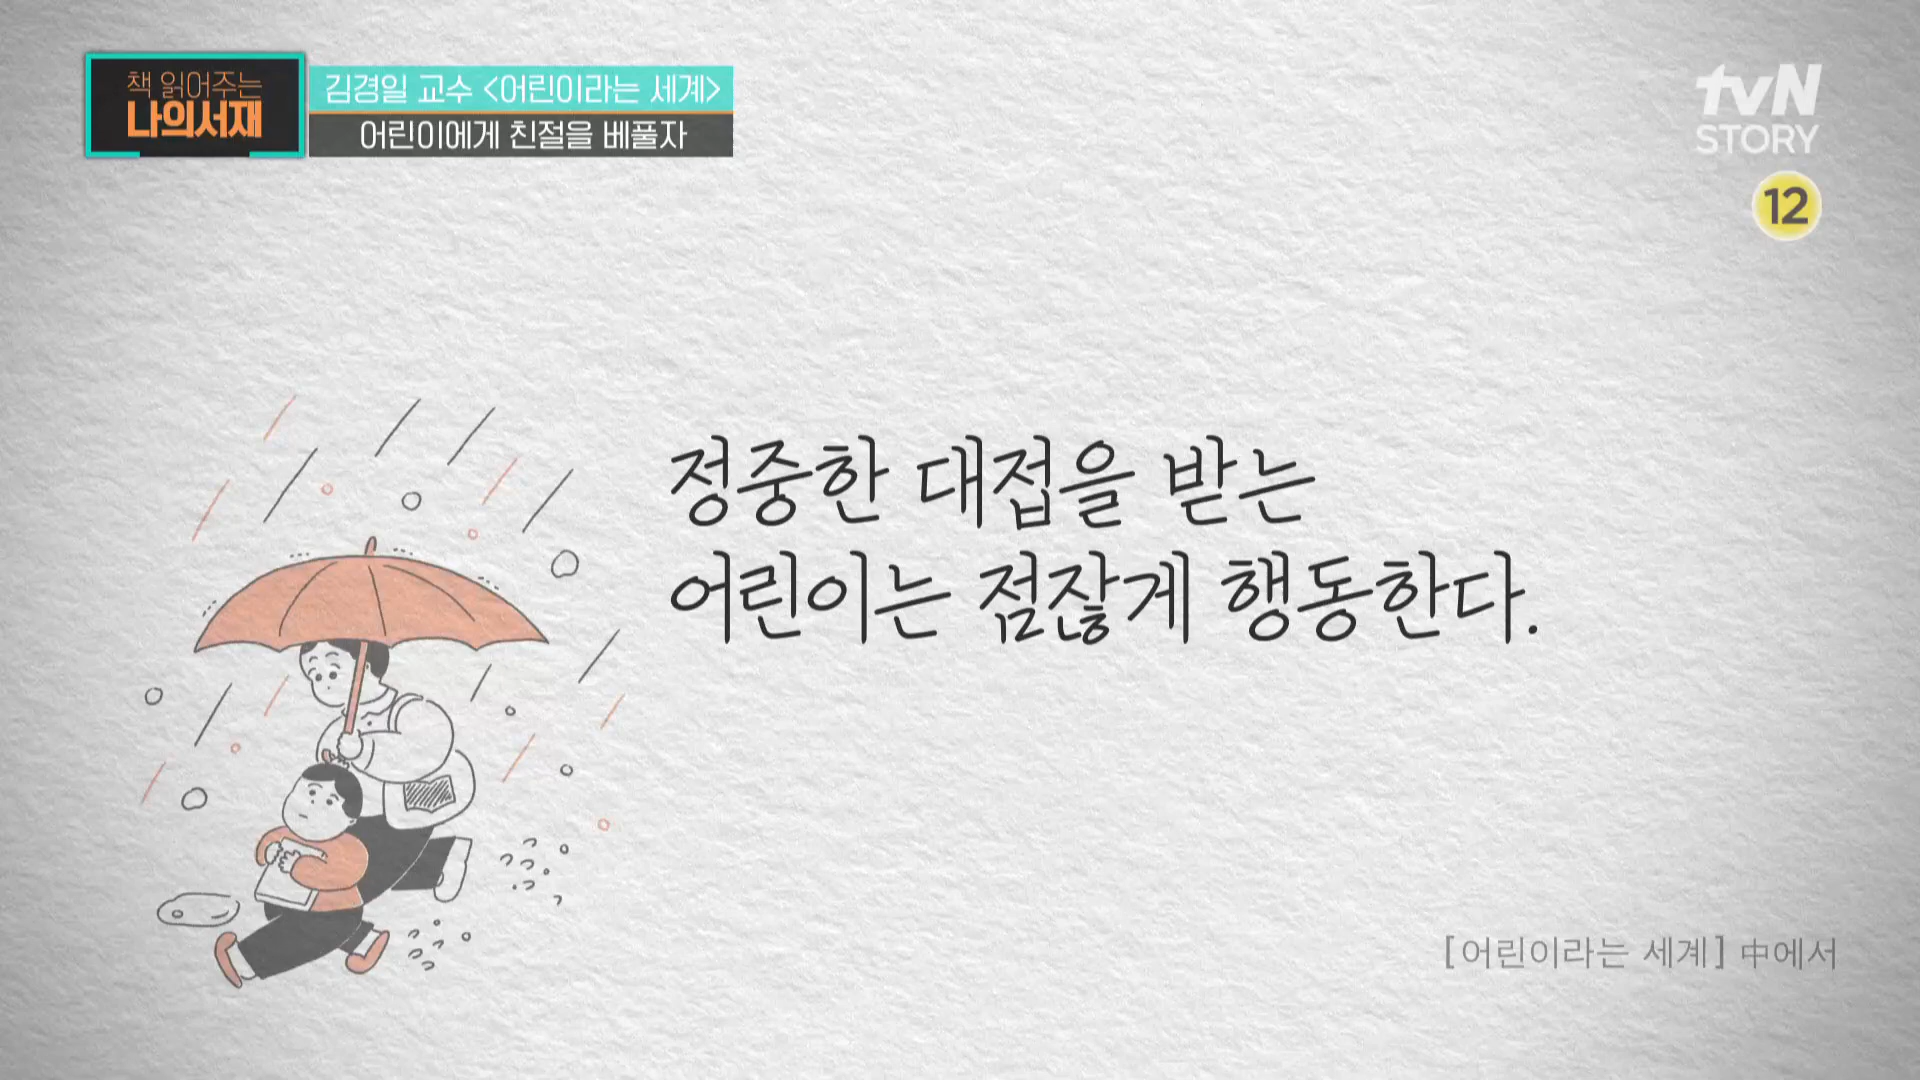 책 읽어주는
나의서재
김경일 교수 <어린이라는 세계>
어린이에게 친절을 베풀자
tvN
STORY
12
정중한 대접을 받는
어린이는 점잖게 행동한다.
[어린이라는 세계] 中에서